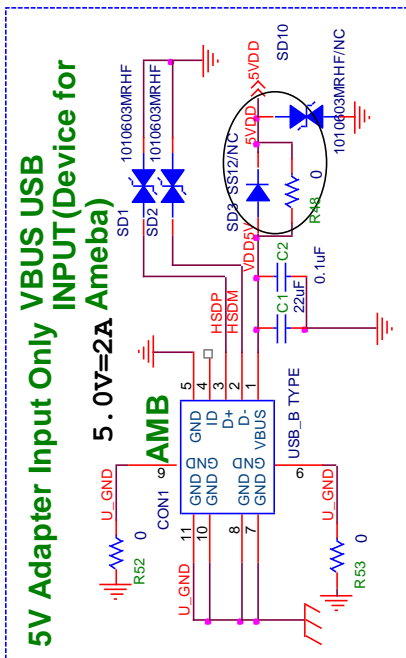 5V Adapter Input Only VBUS USB
INPUT(Device for
Ameba)
5.0V=2A
AMB
SD1
1010603MRHF
SD2
1010603MRHF
SD10
5VDD
5VDD
1010603MRHF/NC
SD3
SS12/NC
R48
0
VDD5V
C2
0.1uF
C1
22uF
HSDP
HSDM
5
4
3
2
1
GND
ID
D+
D-
VBUS
USB_B TYPE
CON1
9
GND
GND
6
GND
GND
GND
GND
11
10
8
7
U_GND
R52
0
U_GND
U_GND
R53
0